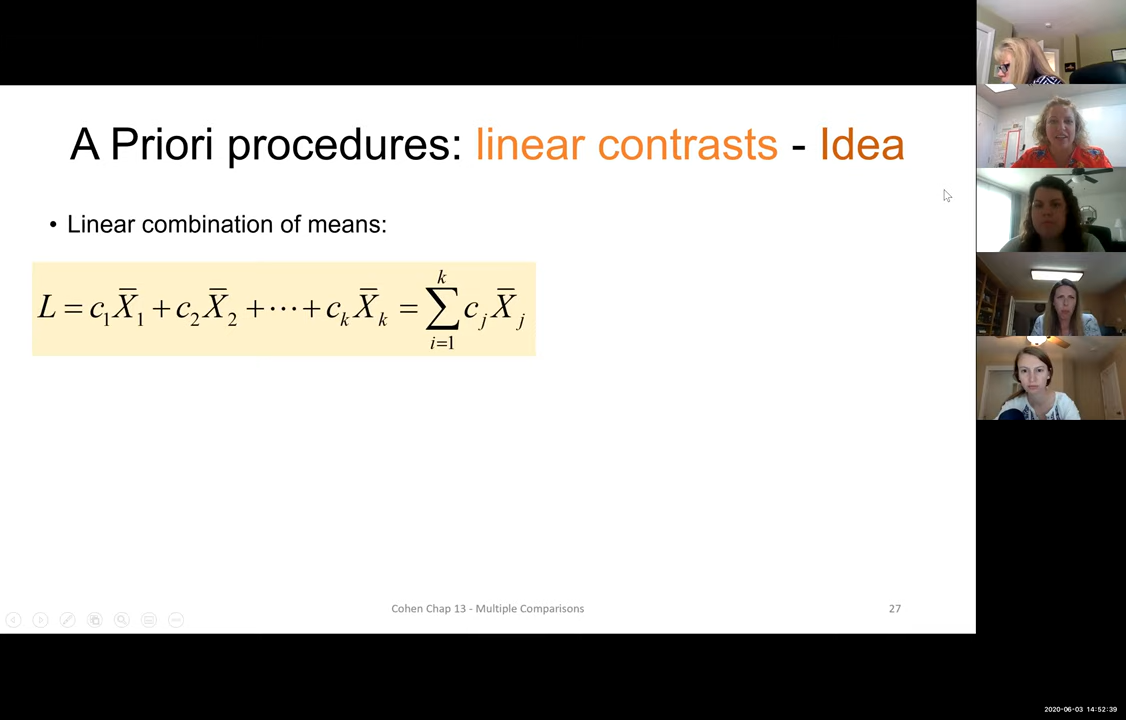 A Priori procedures: linear contrasts - Idea
• Linear combination of means:
L = c₁X̅₁ + c₂X̅₂ + ⋯ + cₖX̅ₖ = ∑ᵢ₌₁ᵏ cⱼX̅ⱼ
Cohen Chap 13 - Multiple Comparisons 27
2020-06-03 14:52:39